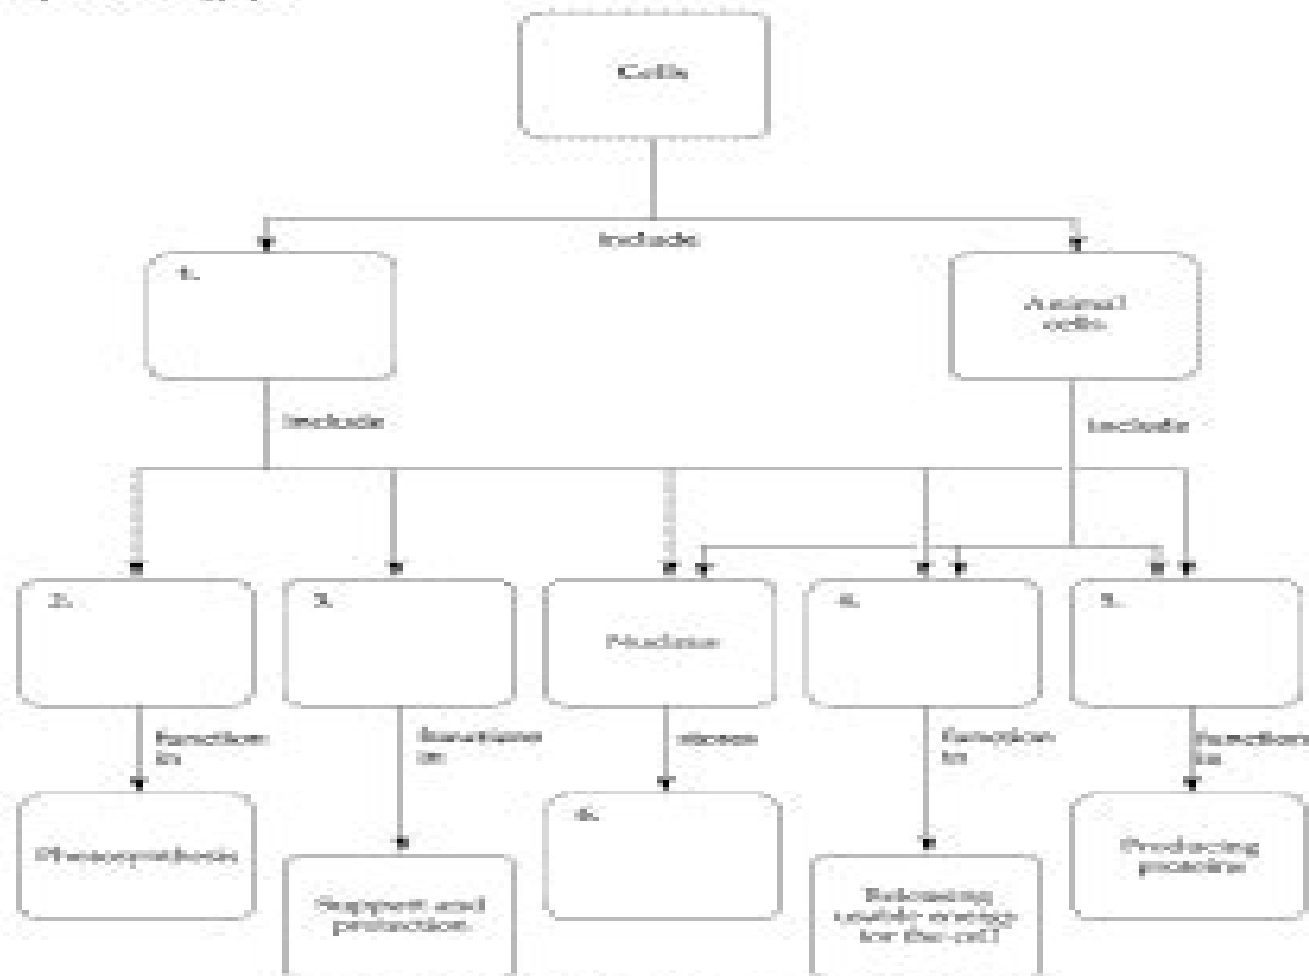 Cells
include
1.
Animal
cells
include
include
2.
3.
Nucleus
4.
5.
function
in
functions
in
stores
function
in
function
in
Photosynthesis
Support and
protection
6.
Releasing
usable energy
for the cell
Producing
proteins